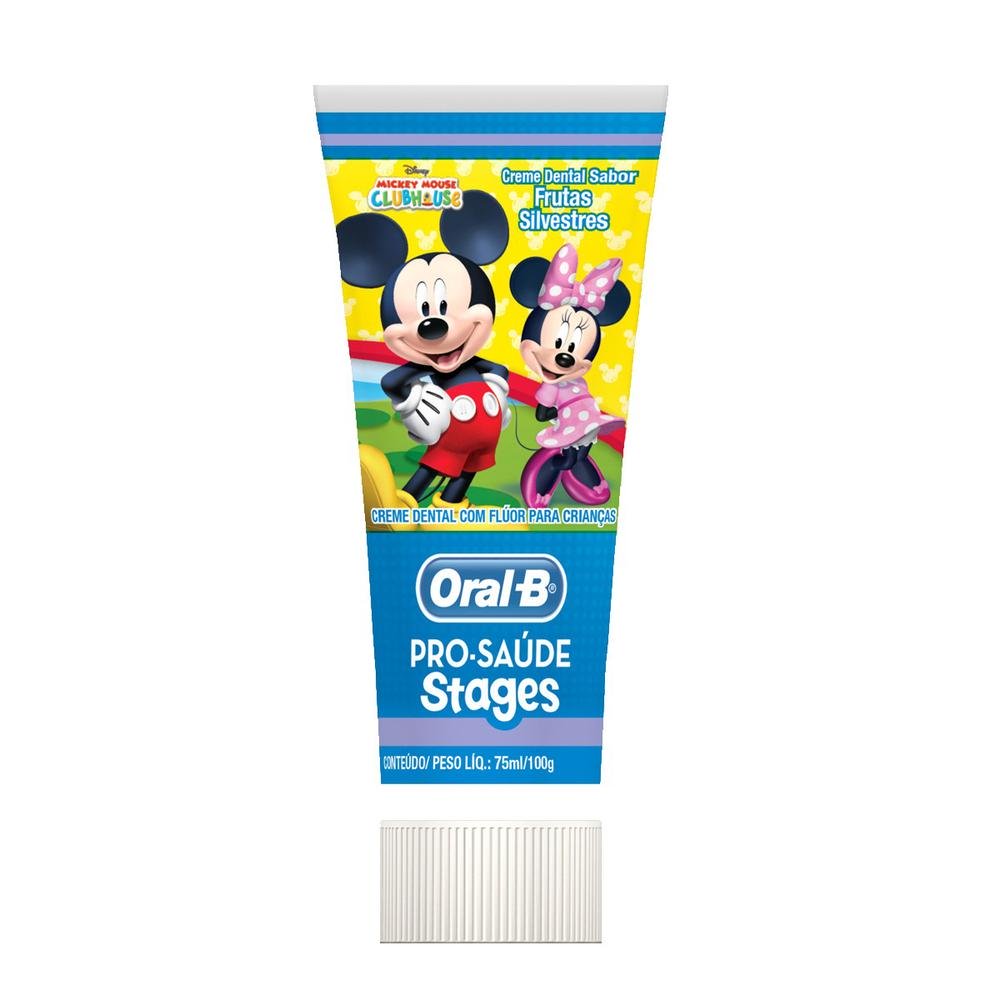 Disney
MICKEY MOUSE
CLUBHOUSE
Creme Dental Sabor
Frutas
Silvestres
CREME DENTAL COM FLÚOR PARA CRIANÇAS
Oral-B®
PRO-SAÚDE
Stages
CONTEÚDO/ PESO LÍQ.: 75ml/100g